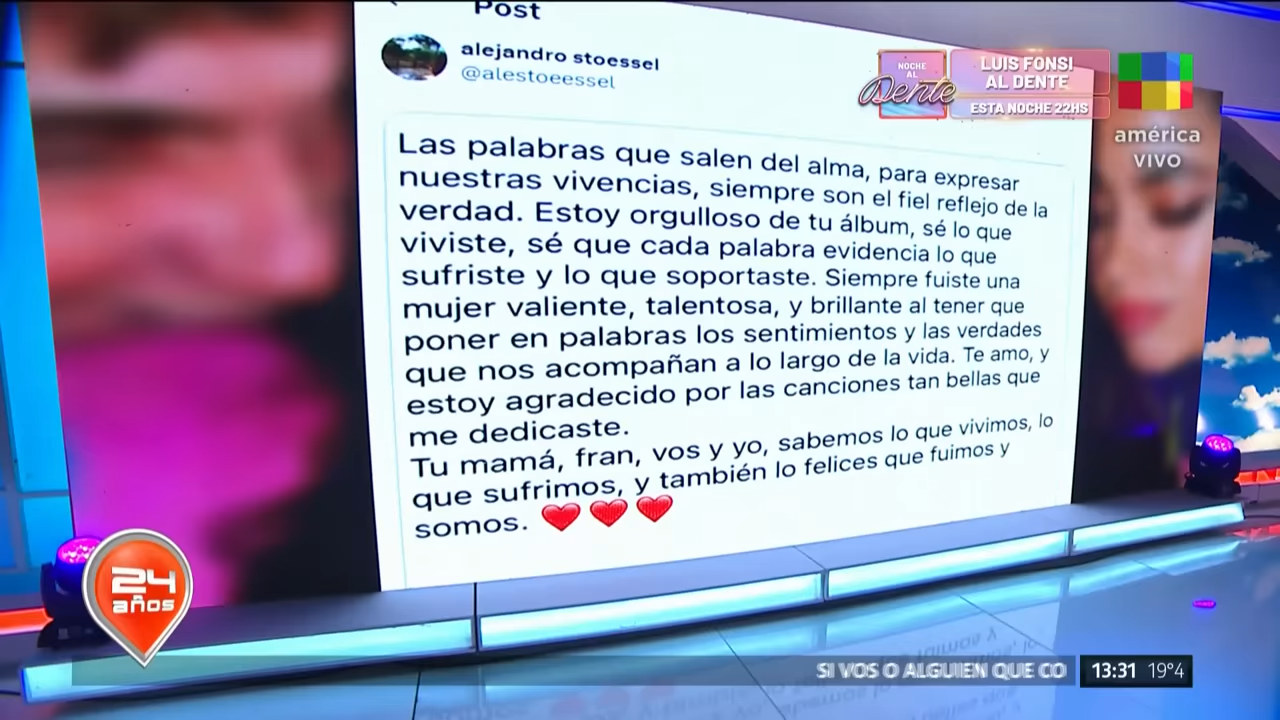 Post
alejandro stoessel
@alestoeessel
Las palabras que salen del alma, para expresar
nuestras vivencias, siempre son el fiel reflejo de la
verdad. Estoy orgulloso de tu álbum, sé lo que
viviste, sé que cada palabra evidencia lo que
sufriste y lo que soportaste. Siempre fuiste una
mujer valiente, talentosa, y brillante al tener que
poner en palabras los sentimientos y las verdades
que nos acompañan a lo largo de la vida. Te amo, y
estoy agradecido por las canciones tan bellas que
me dedicaste.
Tu mamá, fran, vos y yo, sabemos lo que vivimos, lo
que sufrimos, y también lo felices que fuimos y
somos. ❤️❤️❤️
NOCHE
AL
Dente
LUIS FONSI
AL DENTE
ESTA NOCHE 22HS
américa
VIVO
24
años
SI VOS O ALGUIEN QUE CO
13:31 19°4